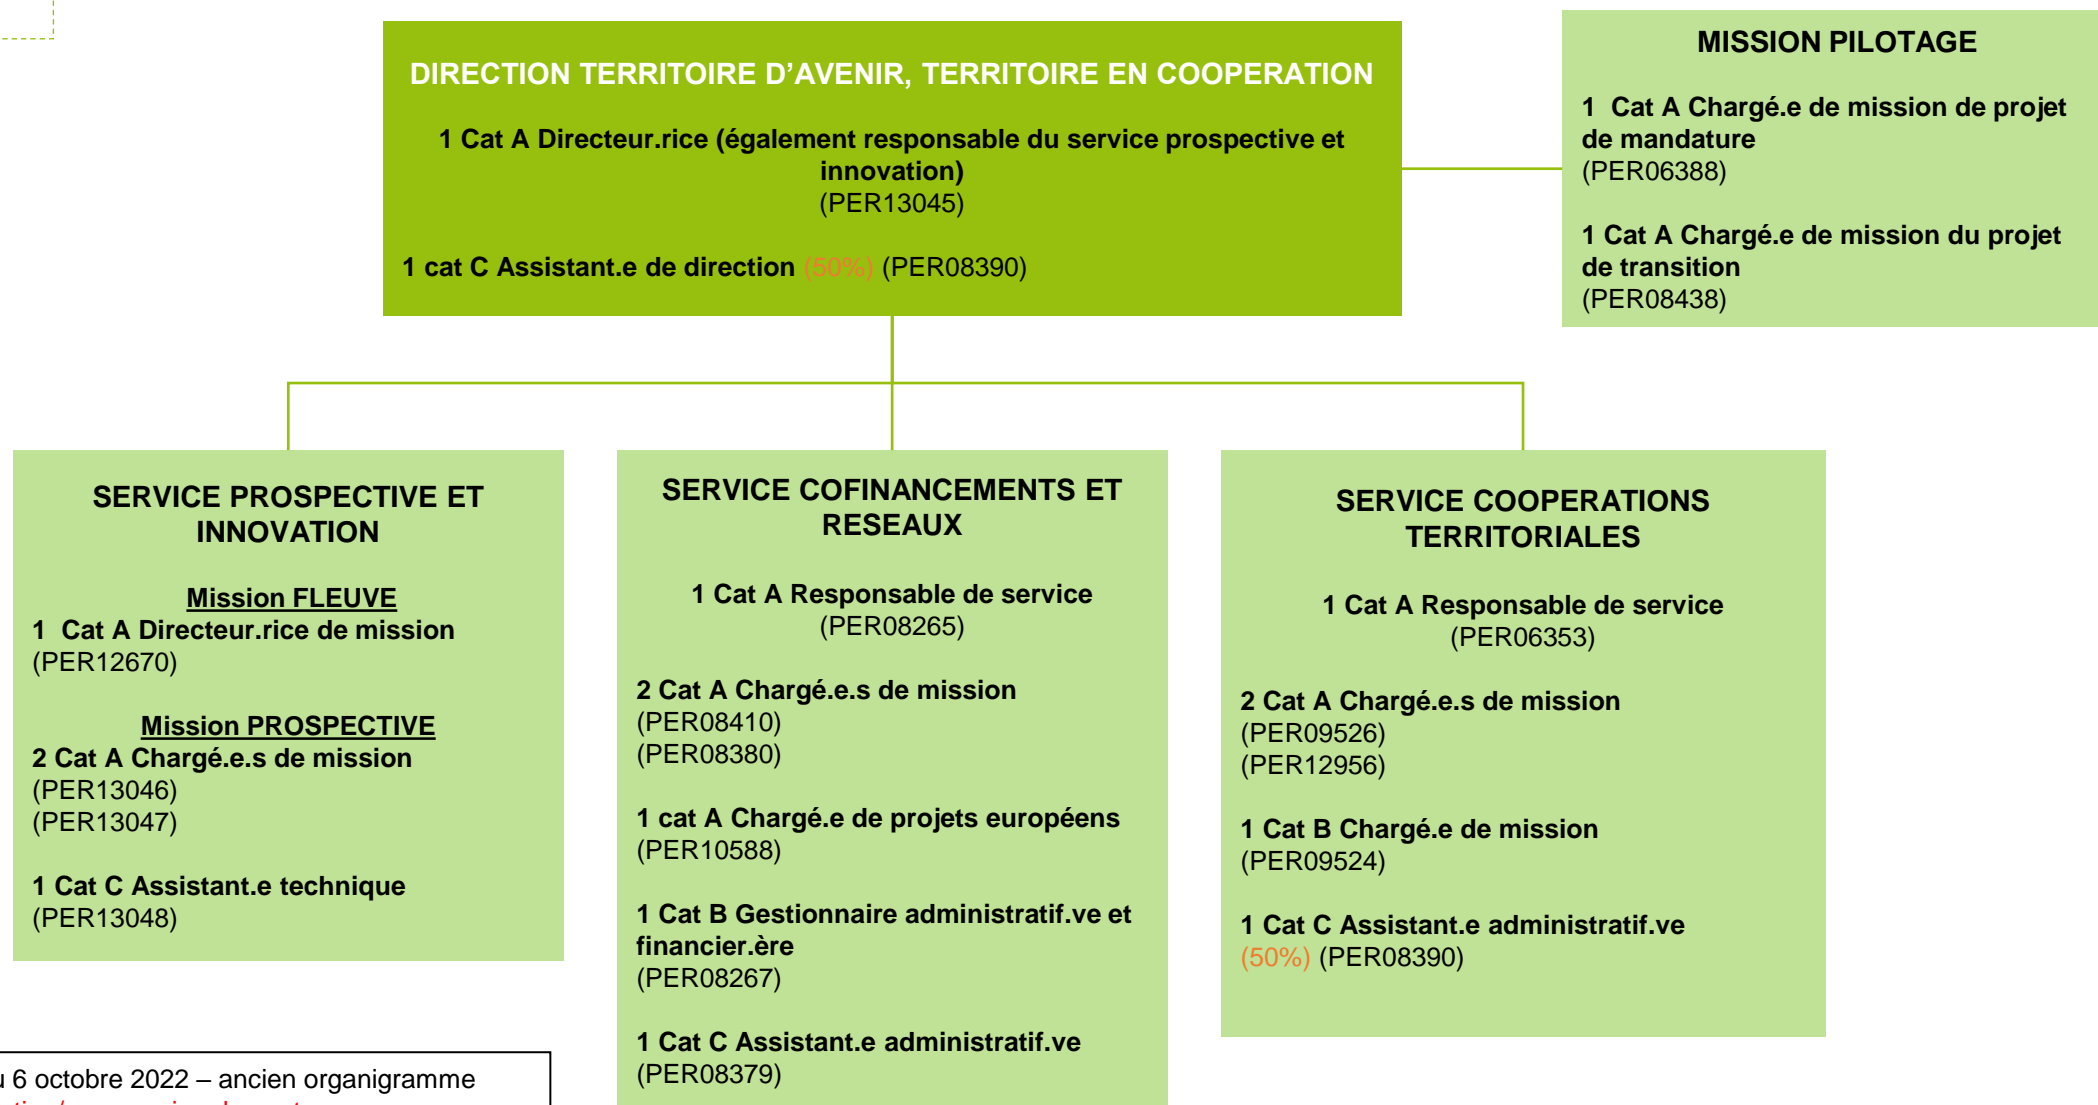 DIRECTION TERRITOIRE D’AVENIR, TERRITOIRE EN COOPERATION
1 Cat A Directeur.rice (également responsable du service prospective et
innovation)
(PER13045)
1 cat C Assistant.e de direction (50%) (PER08390)
MISSION PILOTAGE
1 Cat A Chargé.e de mission de projet
de mandature
(PER06388)
1 Cat A Chargé.e de mission du projet
de transition
(PER08438)
SERVICE PROSPECTIVE ET
INNOVATION
Mission FLEUVE
1 Cat A Directeur.rice de mission
(PER12670)
Mission PROSPECTIVE
2 Cat A Chargé.e.s de mission
(PER13046)
(PER13047)
1 Cat C Assistant.e technique
(PER13048)
SERVICE COFINANCEMENTS ET
RESEAUX
1 Cat A Responsable de service
(PER08265)
2 Cat A Chargé.e.s de mission
(PER08410)
(PER08380)
1 cat A Chargé.e de projets européens
(PER10588)
1 Cat B Gestionnaire administratif.ve et
financier.ère
(PER08267)
1 Cat C Assistant.e administratif.ve
(PER08379)
SERVICE COOPERATIONS
TERRITORIALES
1 Cat A Responsable de service
(PER06353)
2 Cat A Chargé.e.s de mission
(PER09526)
(PER12956)
1 Cat B Chargé.e de mission
(PER09524)
1 Cat C Assistant.e administratif.ve
(50%) (PER08390)
6 octobre 2022 – ancien organigramme